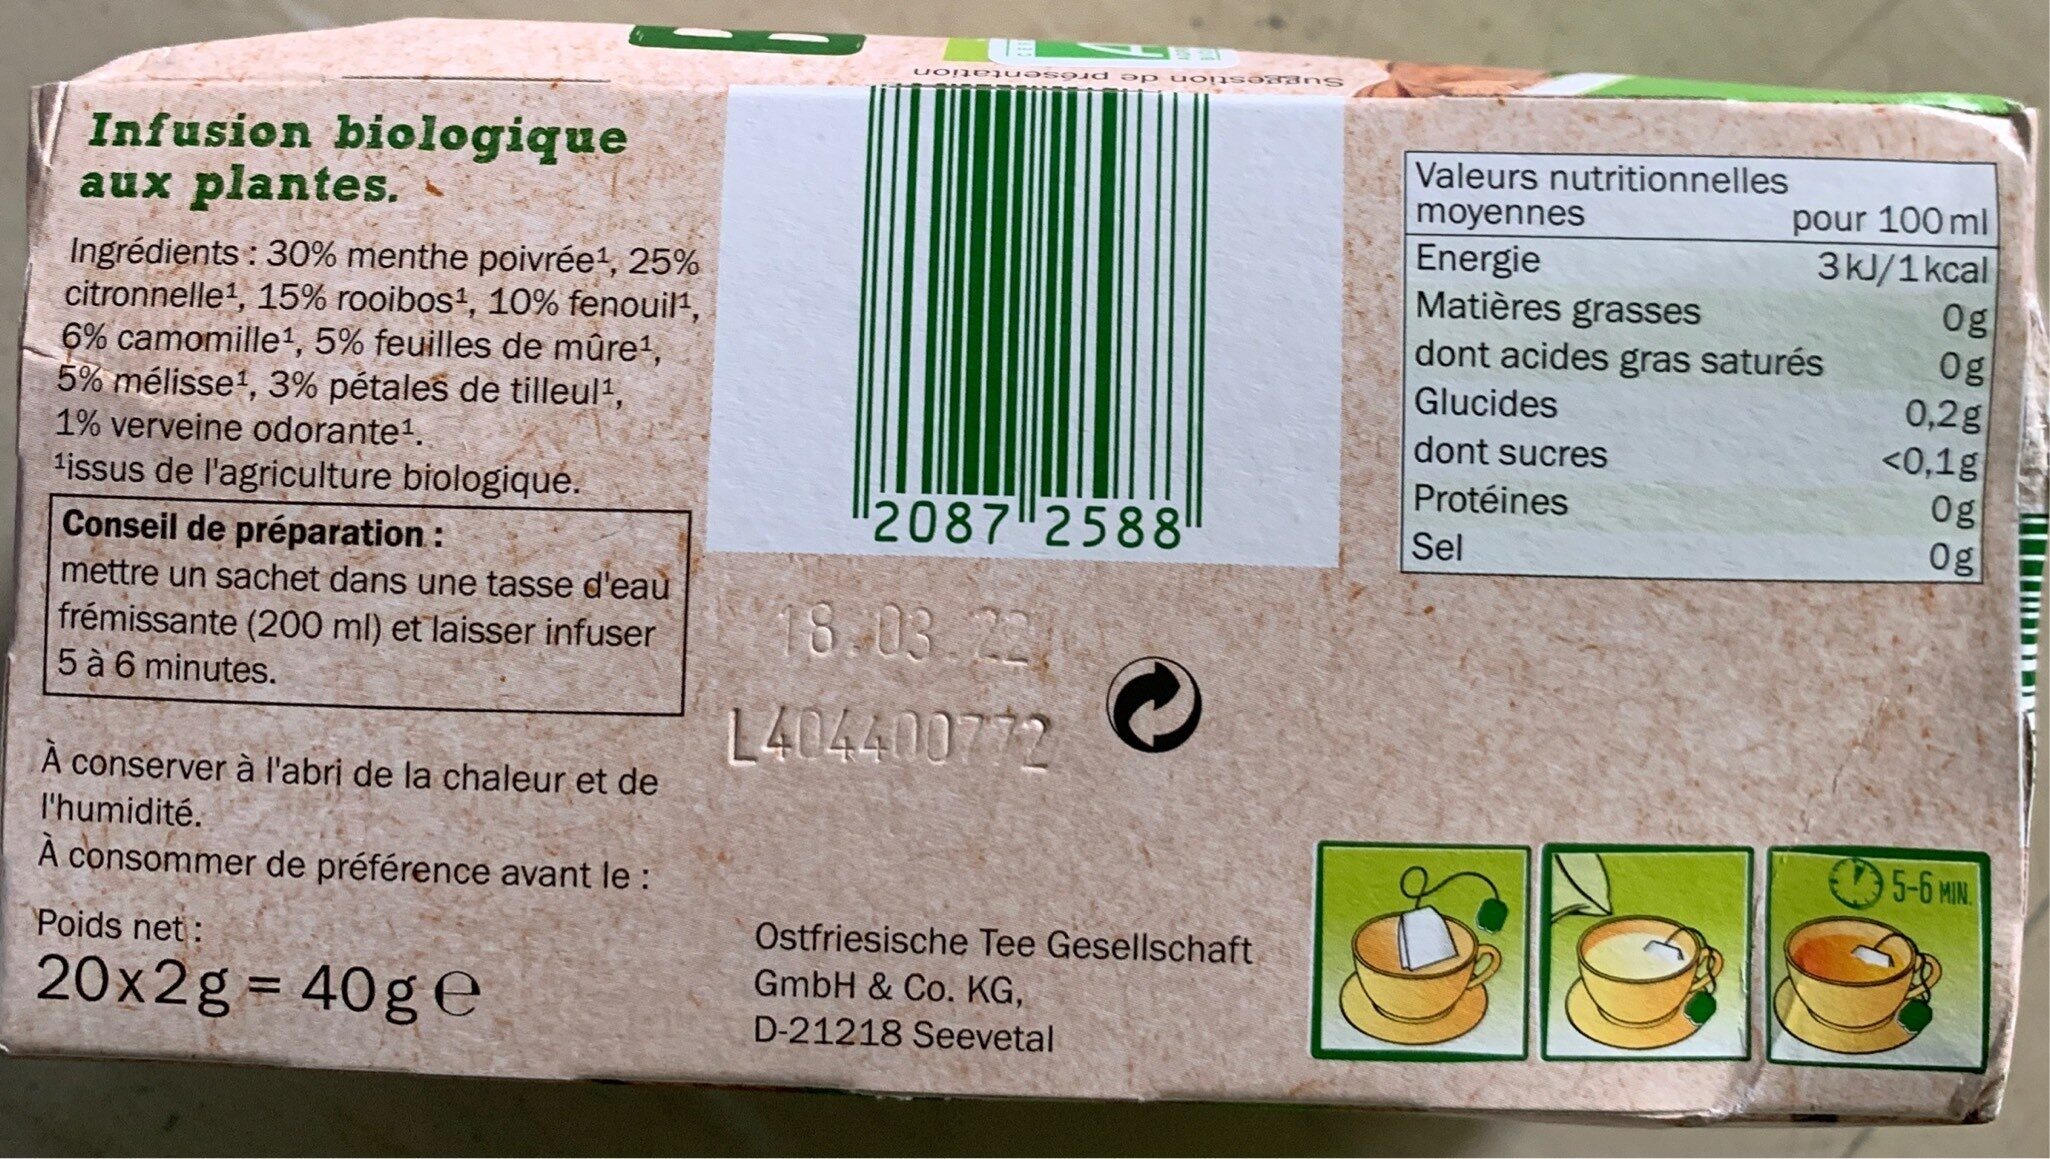 Suggestion de présentation
Infusion biologique
aux plantes.
Ingrédients : 30% menthe poivrée¹, 25%
citronnelle¹, 15% rooibos¹, 10% fenouil¹,
6% camomille¹, 5% feuilles de mûre¹,
5% mélisse¹, 3% pétales de tilleul¹,
1% verveine odorante¹.
¹issus de l'agriculture biologique.
Conseil de préparation :
mettre un sachet dans une tasse d'eau
frémissante (200 ml) et laisser infuser
5 à 6 minutes.
À conserver à l'abri de la chaleur et de
l'humidité.
À consommer de préférence avant le :
Poids net :
20x2g = 40g e
2087 2588
18.03.22
L404400772
Ostfriesische Tee Gesellschaft
GmbH & Co. KG,
D-21218 Seevetal
Valeurs nutritionnelles
moyennes pour 100 ml
Energie 3 kJ/1 kcal
Matières grasses 0g
dont acides gras saturés 0g
Glucides 0,2g
dont sucres <0,1g
Protéines 0g
Sel 0g
5-6 MIN.